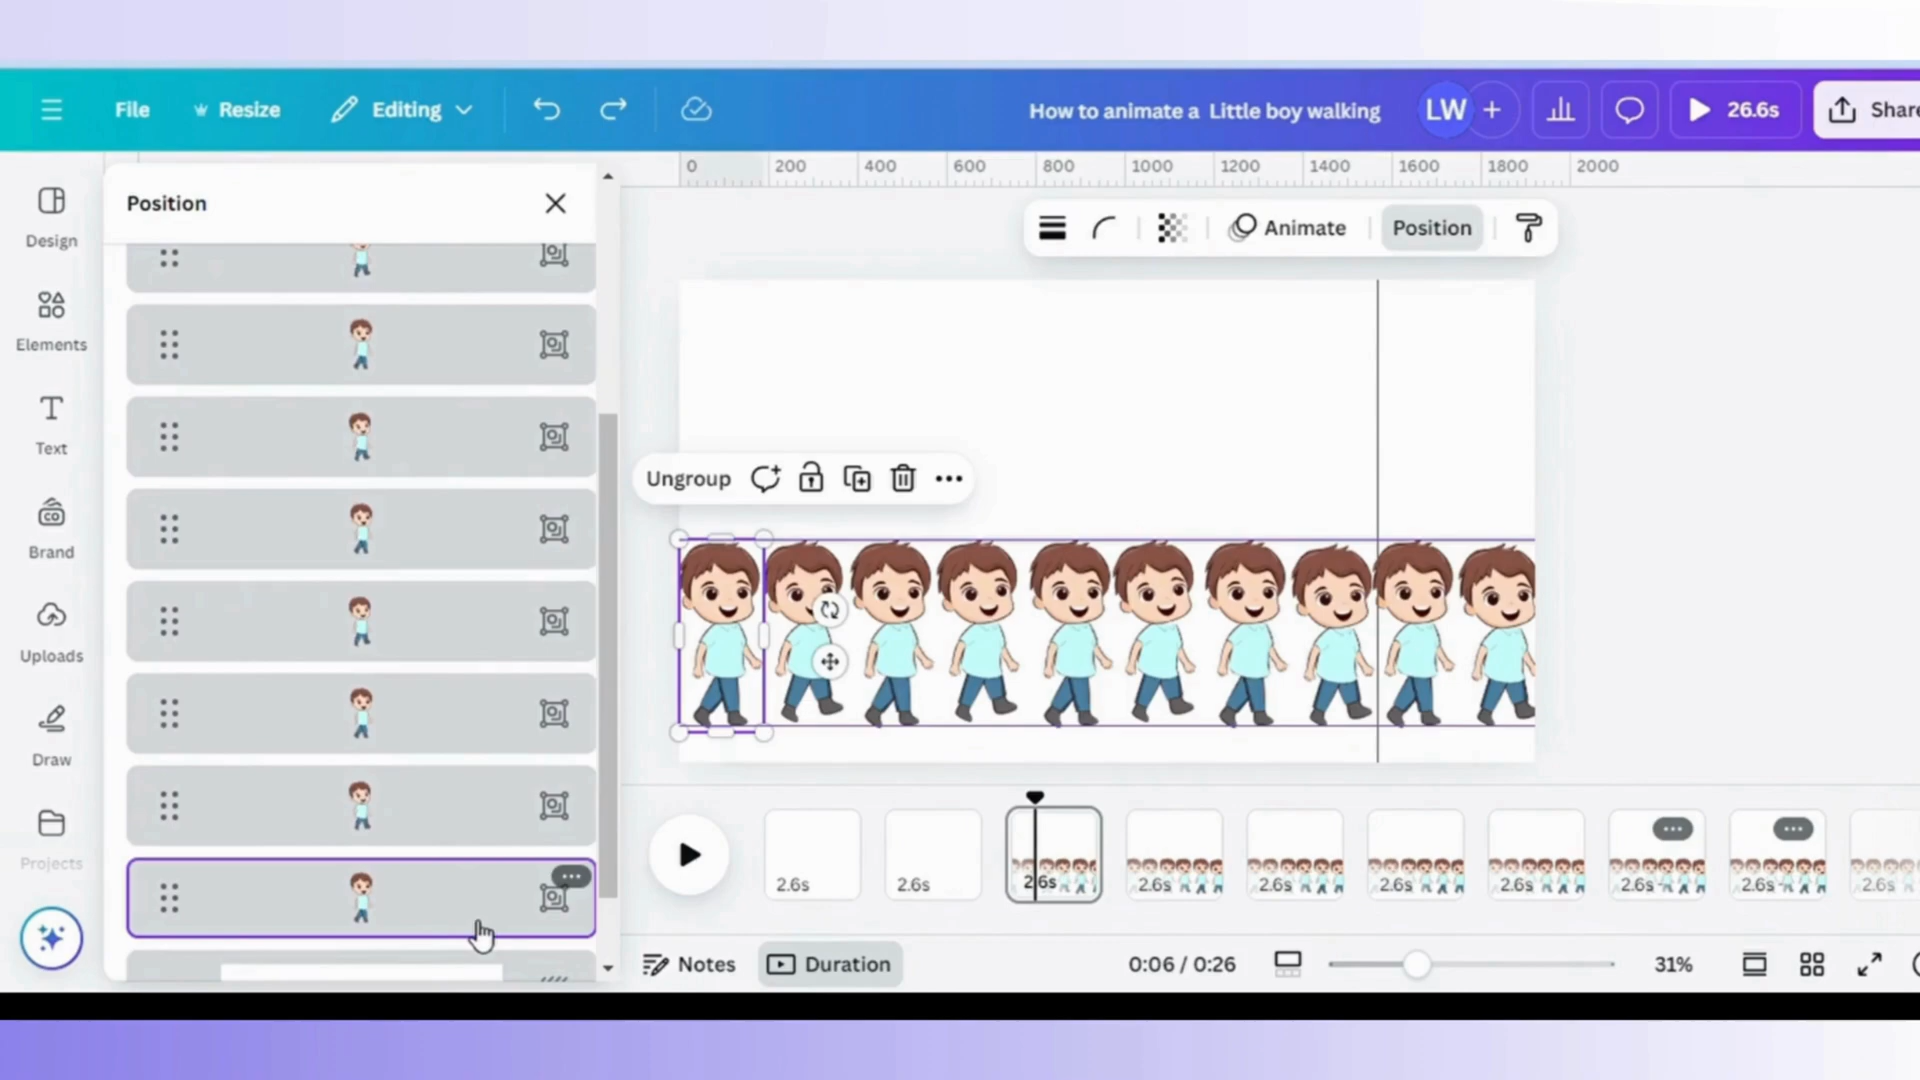 File
Resize
Editing
How to animate a Little boy walking
LW
+
26.6s
Share
0 200 400 600 800 1000 1200 1400 1600 1800 2000
Position
Animate
Position
Design
Elements
Text
CO
Brand
Uploads
Draw
Projects
Ungroup
2.6s
2.6s
2.6s
2.6s
2.6s
2.6s
2.6s
2.6s
2.6s
2.6s
Notes
Duration
0:06 / 0:26
31%